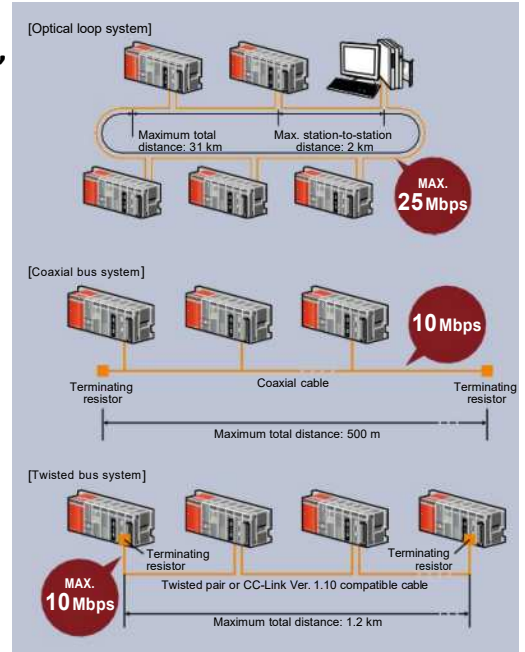 [Optical loop system]
Maximum total
distance: 31 km
Max. station-to-station
distance: 2 km
MAX.
25 Mbps
[Coaxial bus system]
10 Mbps
Coaxial cable
Terminating
resistor
Terminating
resistor
Maximum total distance: 500 m
[Twisted bus system]
Terminating
resistor
Terminating
resistor
MAX.
10 Mbps
Twisted pair or CC-Link Ver. 1.10 compatible cable
Maximum total distance: 1.2 km